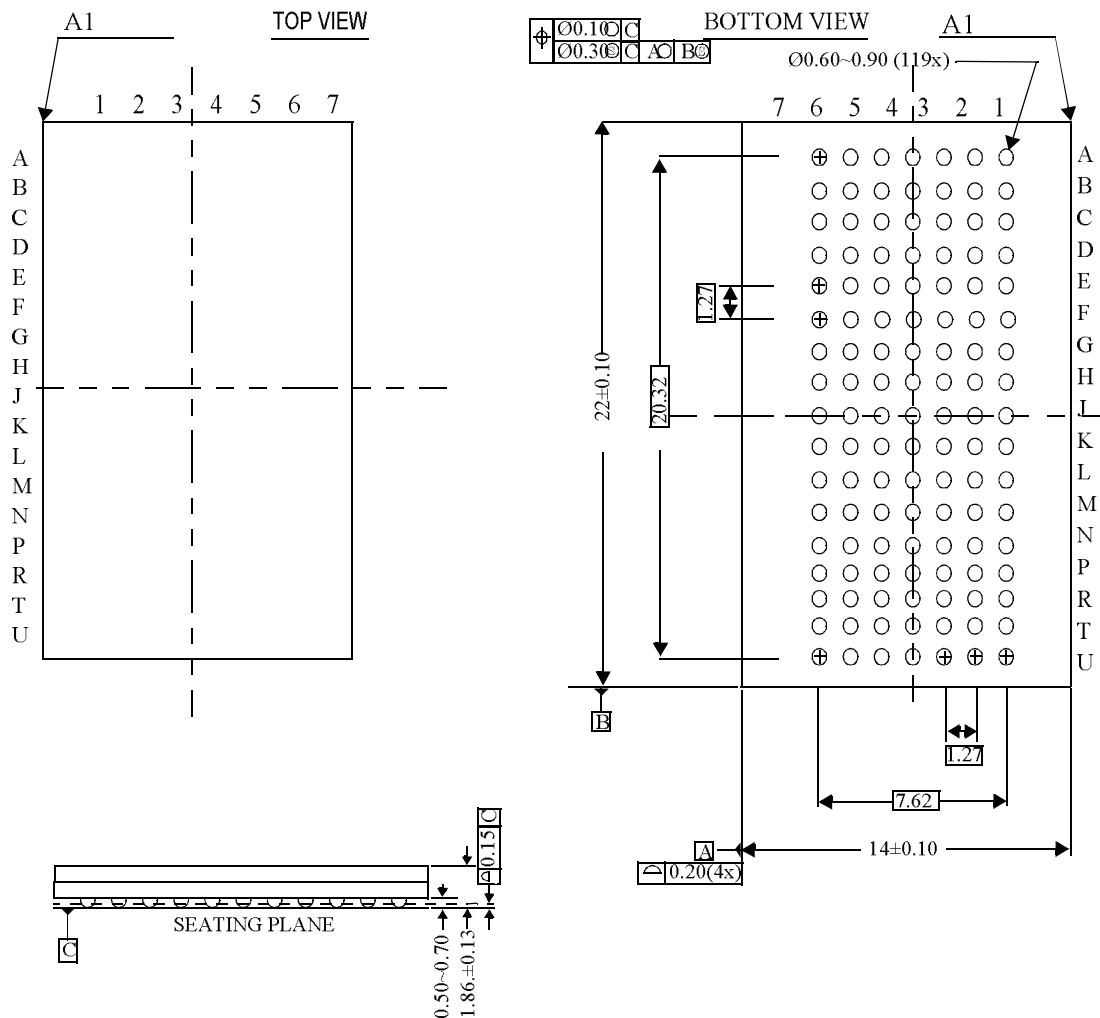 A1
TOP VIEW
1 2 3 4 5 6 7
A
B
C
D
E
F
G
H
J
K
L
M
N
P
R
T
U
BOTTOM VIEW
A1
Ø0.10 C
Ø0.30Ⓢ C A B Ⓢ
Ø0.60~0.90 (119x)
7 6 5 4 3 2 1
A
B
C
D
E
F
G
H
J
K
L
M
N
P
R
T
U
1.27
22±0.10
20.32
B
1.27
7.62
A
14±0.10
0.20(4x)
0.15 C
SEATING PLANE
C
0.50~0.70
1.86.±0.13